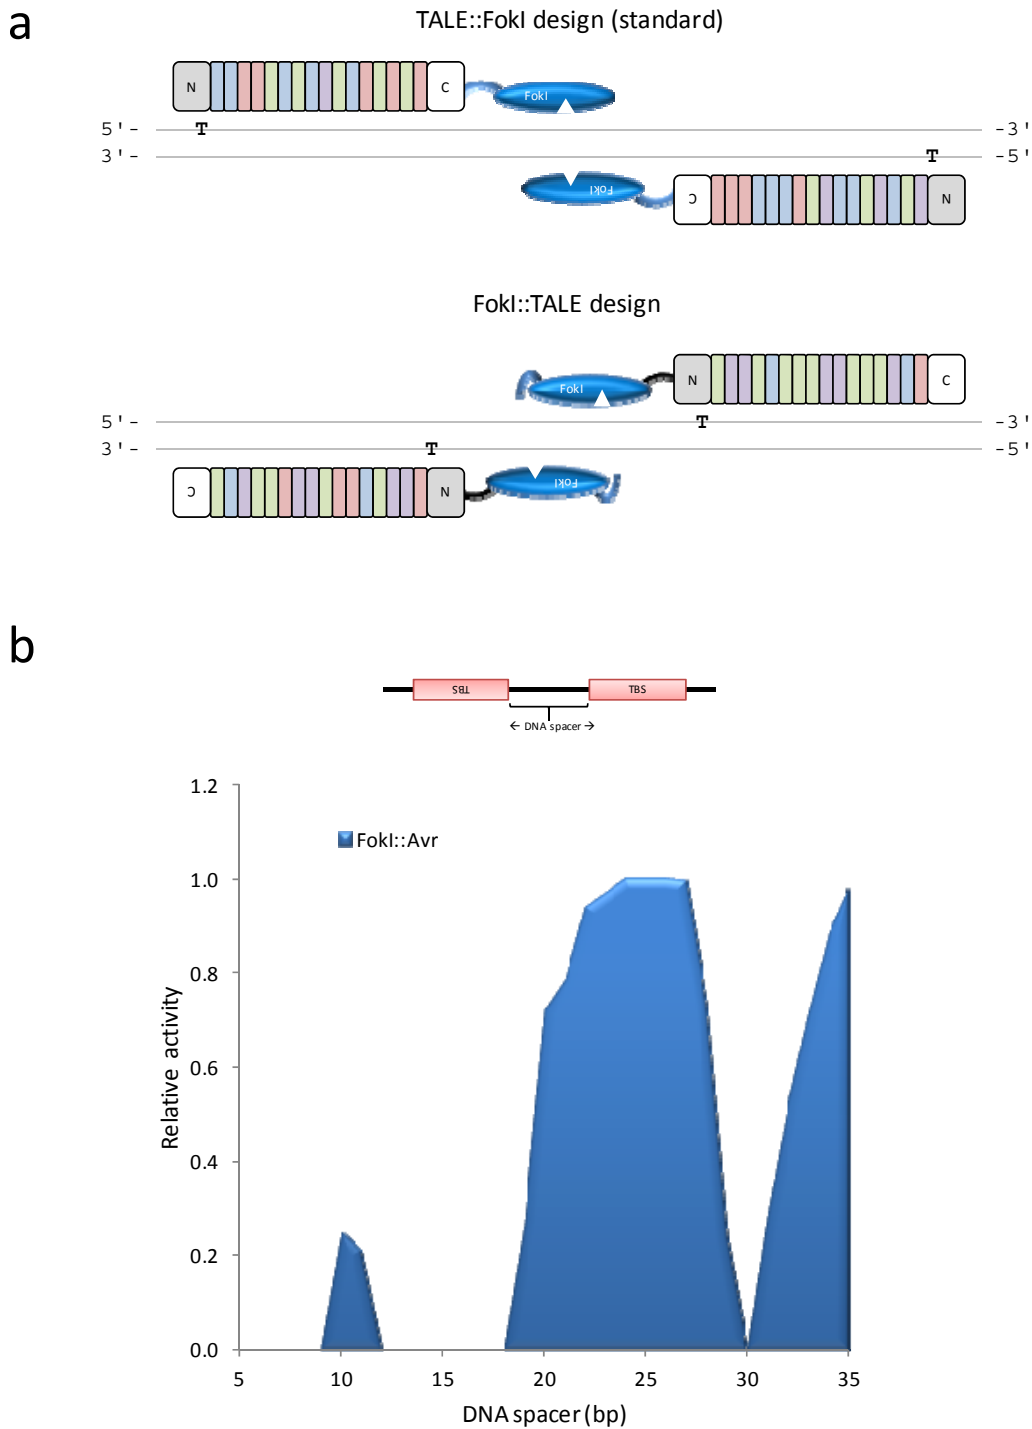 a
TALE::FokI design (standard)
N C FokI
5'- T -3'
3'- T -5'
FokI C N
FokI::TALE design
FokI N C
5'- T -3'
3'- T -5'
C N FokI
b
TBS TBS
← DNA spacer →
1.2
1.0
0.8
0.6
0.4
0.2
0.0
Relative activity
FokI::Avr
5 10 15 20 25 30 35
DNA spacer (bp)